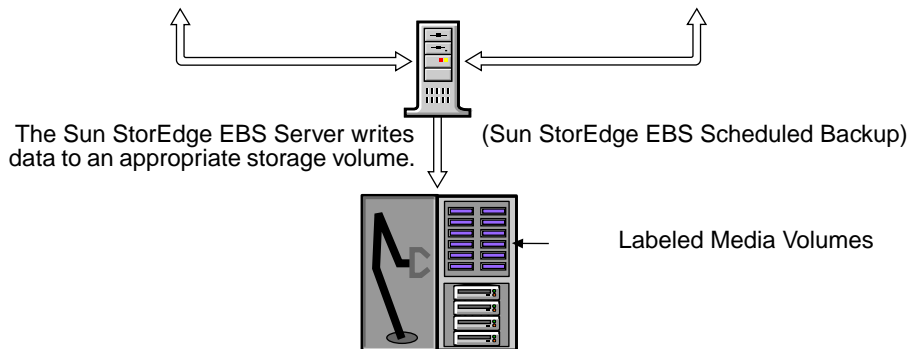 The Sun StorEdge EBS Server writes
data to an appropriate storage volume.
(Sun StorEdge EBS Scheduled Backup)
Labeled Media Volumes